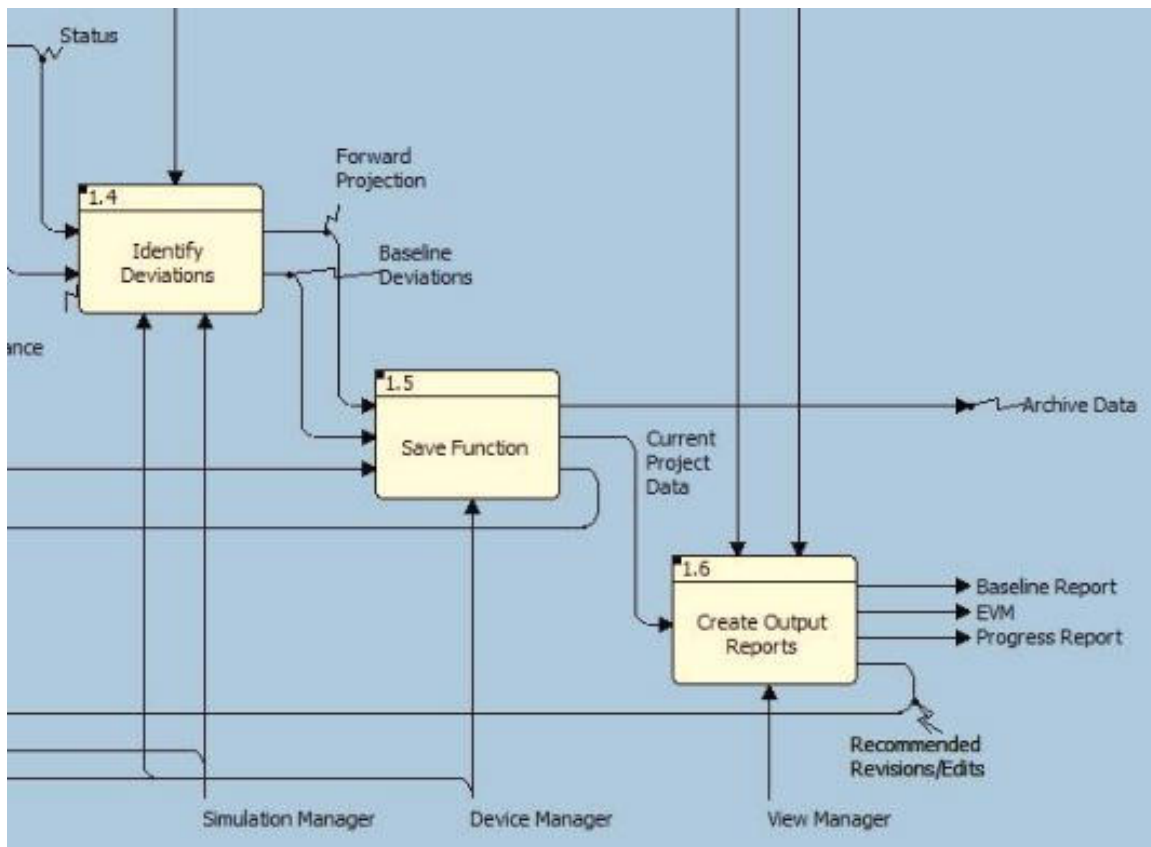 Status
Forward
Projection
1.4
Identify
Deviations
Baseline
Deviations
ance
1.5
Save Function
Archive Data
Current
Project
Data
1.6
Create Output
Reports
Baseline Report
EVM
Progress Report
Recommended
Revisions/Edits
Simulation Manager
Device Manager
View Manager